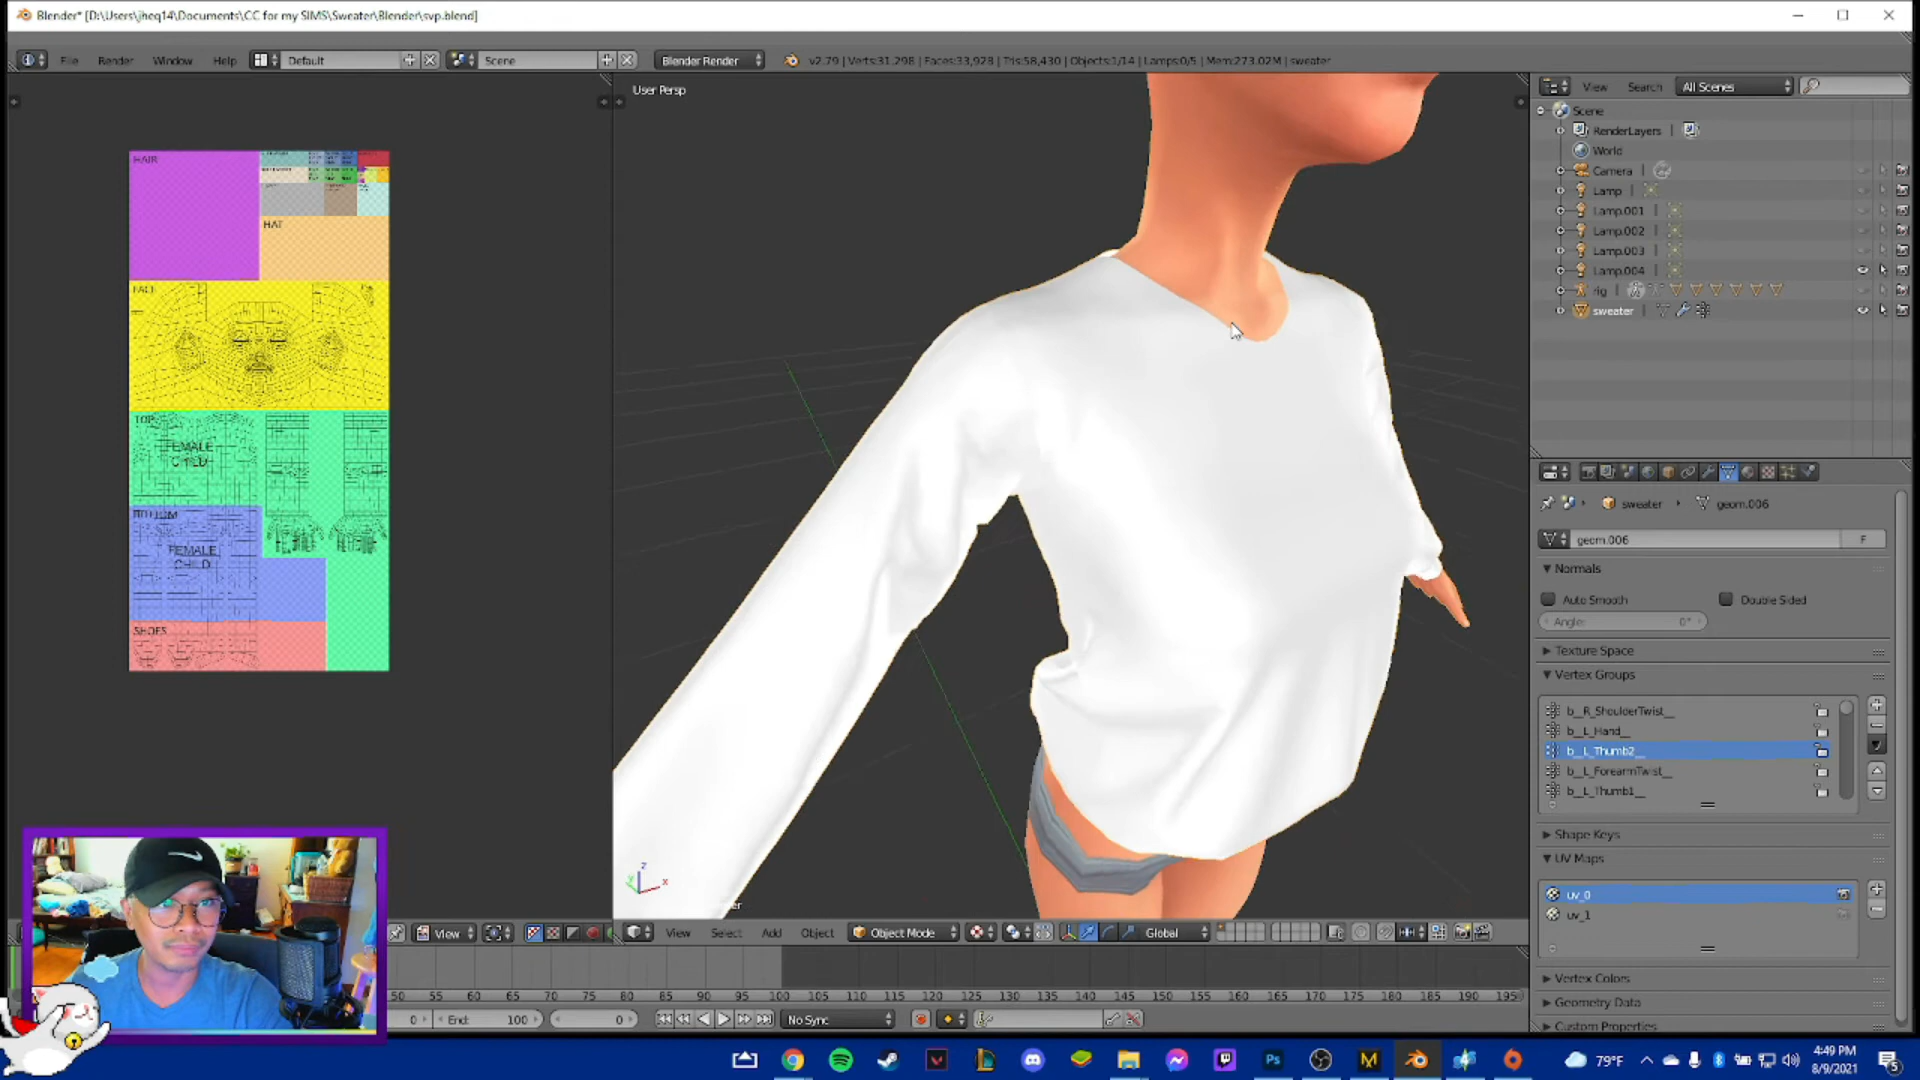 Blender* [D:\Users\jheq14\Documents\CC for my SIMS\Sweater\Blender\svp.blend]
File Render Window Help Default Scene Blender Render v2.79 | Verts:31,298 | Faces:33,928 | Tris:58,430 | Objects:1/14 | Lamps:0/5 | Mem:273.02M | sweater
User Persp
View Search All Scenes
Scene
RenderLayers
World
Camera
Lamp
Lamp.001
Lamp.002
Lamp.003
Lamp.004
rig
sweater
HAIR
HAT
FACE
TOP
FEMALE
CHILD
BOTTOM
FEMALE
CHILD
SHOES
sweater geom.006
geom.006 F
Normals
Auto Smooth Double Sided
Angle: 0°
Texture Space
Vertex Groups
b__R_ShoulderTwist__
b__L_Hand__
b__L_Thumb2__
b__L_ForearmTwist__
b__L_Thumb1__
Shape Keys
UV Maps
uv_0
uv_1
Vertex Colors
Geometry Data
Custom Properties
z
y x
View View Select Add Object Object Mode Global
50 55 60 65 70 75 80 85 90 95 100 105 110 115 120 125 130 135 140 145 150 155 160 165 170 175 180 185 190 195
0 End: 100 0 No Sync
79°F
4:49 PM
8/9/2021
5